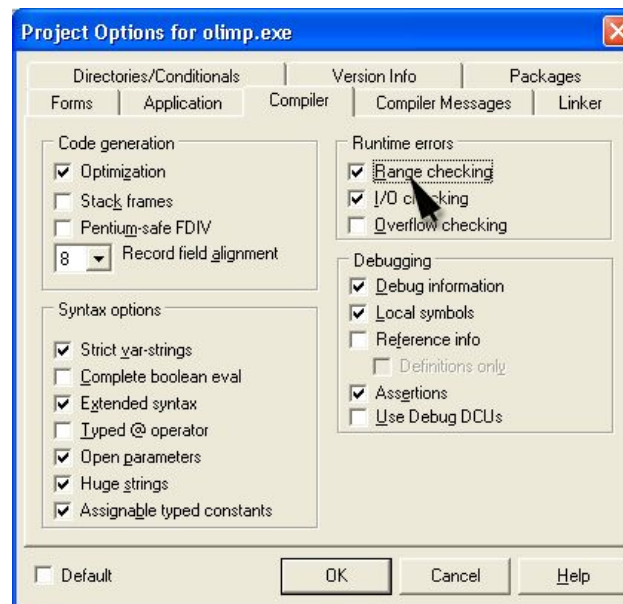 Project Options for olimp.exe
Directories/Conditionals
Version Info
Packages
Forms
Application
Compiler
Compiler Messages
Linker
Code generation
Optimization
Stack frames
Pentium-safe FDIV
8
Record field alignment
Syntax options
Strict var-strings
Complete boolean eval
Extended syntax
Typed @ operator
Open parameters
Huge strings
Assignable typed constants
Runtime errors
Range checking
I/O checking
Overflow checking
Debugging
Debug information
Local symbols
Reference info
Definitions only
Assertions
Use Debug DCUs
Default
OK
Cancel
Help